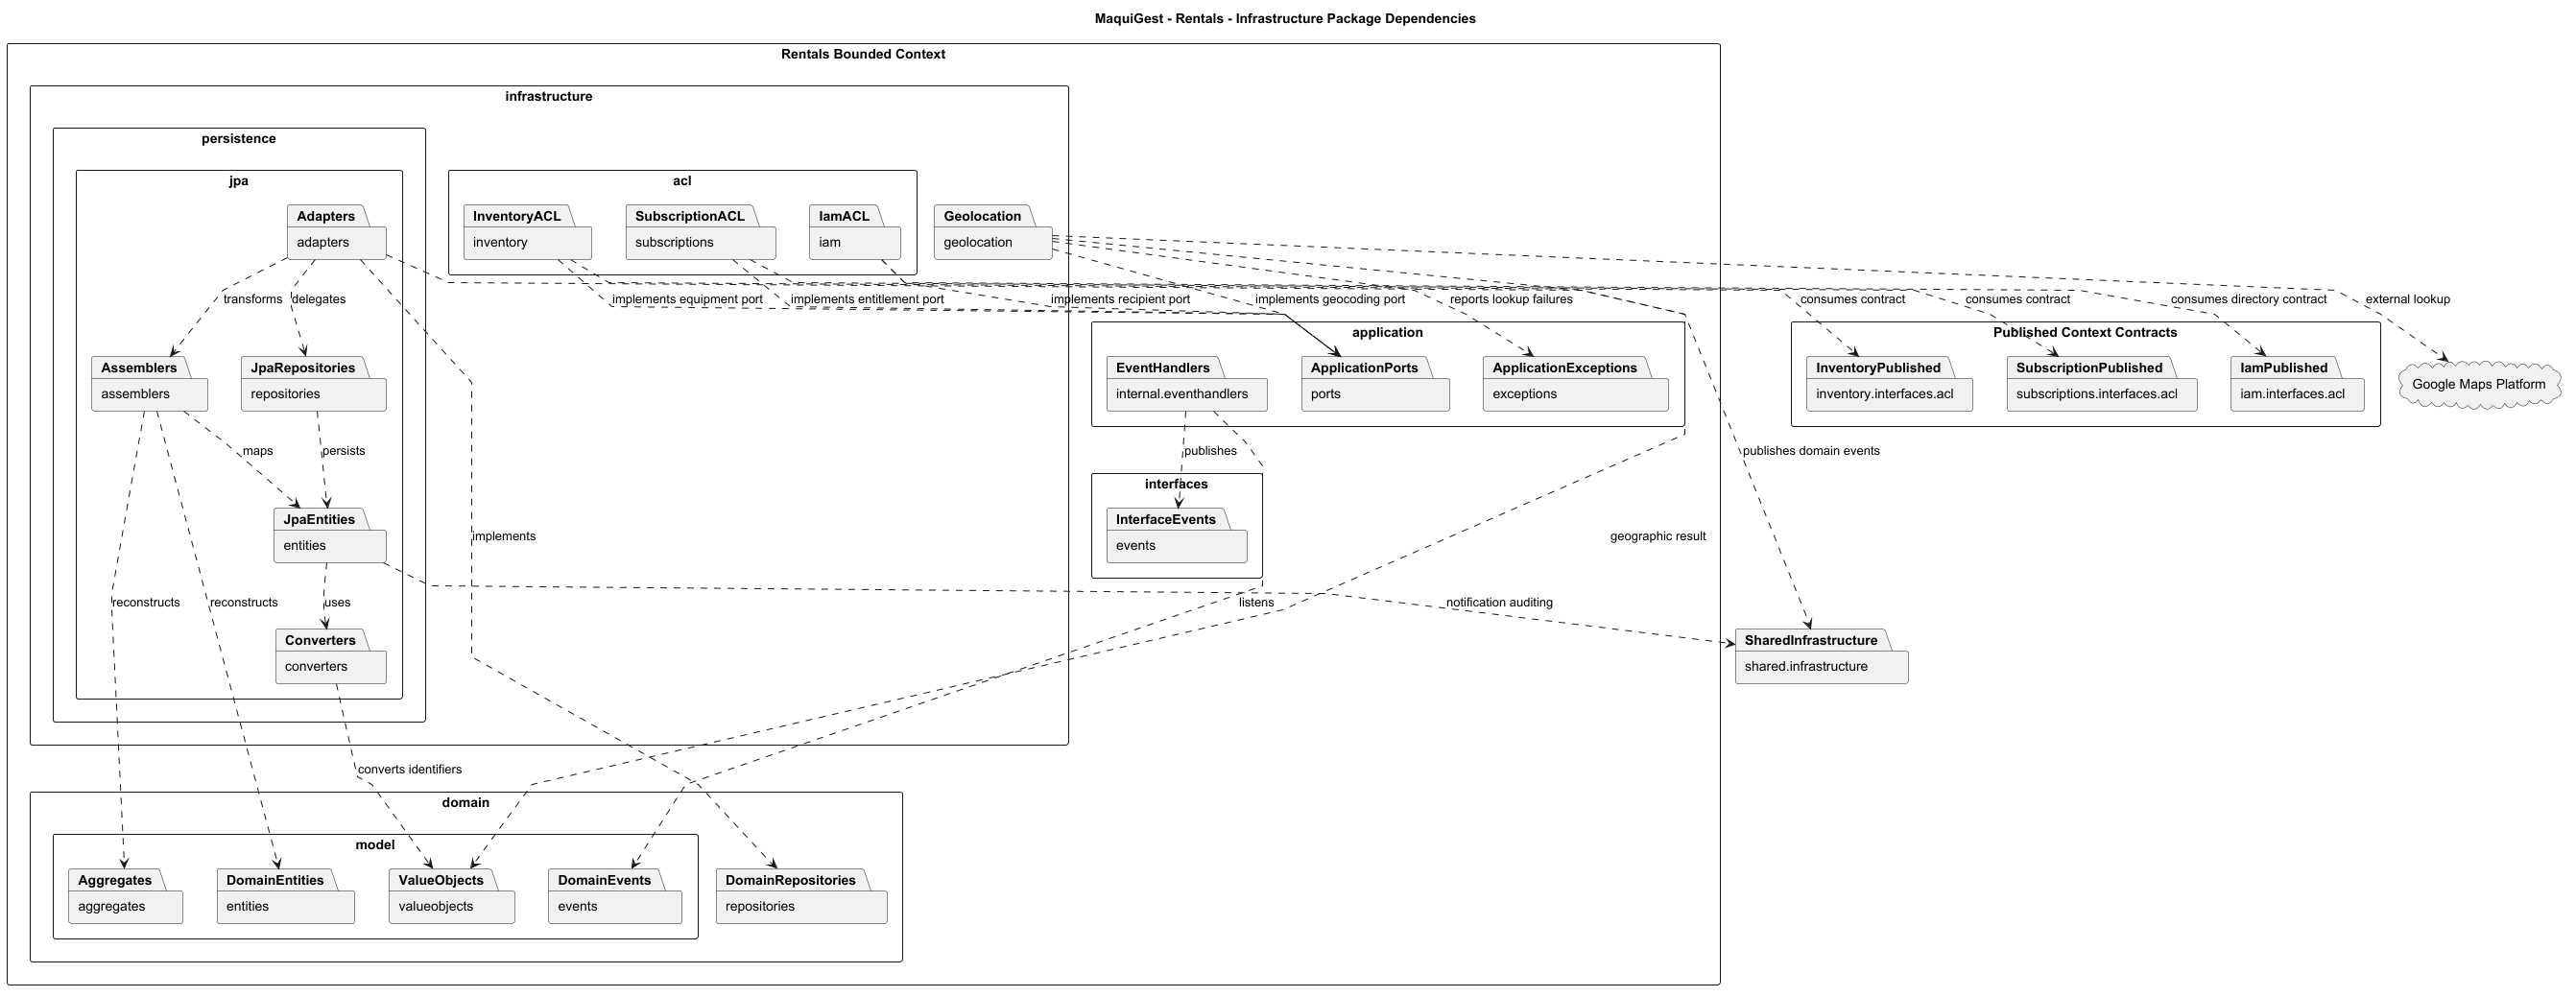 MaquiGest - Rentals - Infrastructure Package Dependencies
Rentals Bounded Context
infrastructure
persistence
jpa
acl
Adapters
adapters
InventoryACL
inventory
SubscriptionACL
subscriptions
IamACL
iam
Geolocation
geolocation
transforms
delegates
implements equipment port
implements entitlement port
implements recipient port
implements geocoding port
reports lookup failures
consumes contract
consumes contract
consumes directory contract
external lookup
application
Published Context Contracts
Assemblers
assemblers
JpaRepositories
repositories
EventHandlers
internal.eventhandlers
ApplicationPorts
ports
ApplicationExceptions
exceptions
InventoryPublished
inventory.interfaces.acl
SubscriptionPublished
subscriptions.interfaces.acl
IamPublished
iam.interfaces.acl
Google Maps Platform
maps
persists
publishes
publishes domain events
interfaces
JpaEntities
entities
InterfaceEvents
events
implements
geographic result
reconstructs
reconstructs
uses
listens
notification auditing
Converters
converters
SharedInfrastructure
shared.infrastructure
converts identifiers
domain
model
Aggregates
aggregates
DomainEntities
entities
ValueObjects
valueobjects
DomainEvents
events
DomainRepositories
repositories